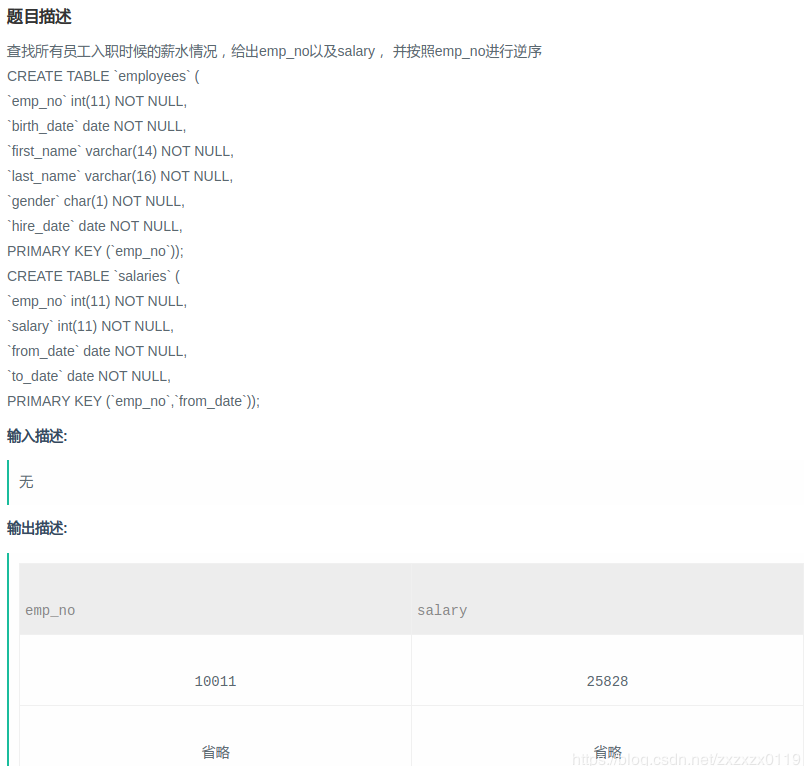 题目描述
查找所有员工入职时候的薪水情况，给出emp_no以及salary， 并按照emp_no进行逆序
CREATE TABLE `employees` (
`emp_no` int(11) NOT NULL,
`birth_date` date NOT NULL,
`first_name` varchar(14) NOT NULL,
`last_name` varchar(16) NOT NULL,
`gender` char(1) NOT NULL,
`hire_date` date NOT NULL,
PRIMARY KEY (`emp_no`));
CREATE TABLE `salaries` (
`emp_no` int(11) NOT NULL,
`salary` int(11) NOT NULL,
`from_date` date NOT NULL,
`to_date` date NOT NULL,
PRIMARY KEY (`emp_no`,`from_date`));
输入描述:
无
输出描述:
emp_no salary
10011 25828
省略 省略
https://blog.csdn.net/zxzxzx0119